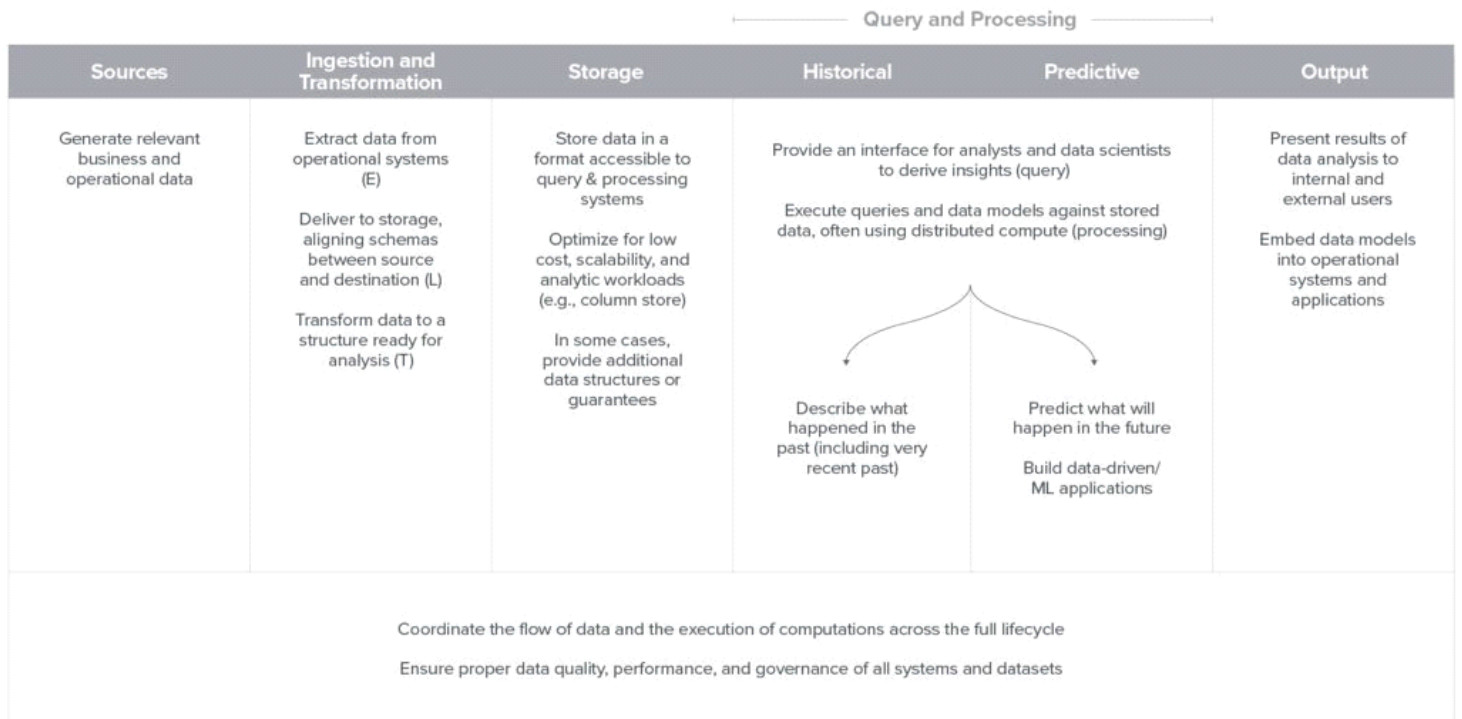 Query and Processing
Sources
Ingestion and
Transformation
Storage
Historical
Predictive
Output
Generate relevant
business and
operational data
Extract data from
operational systems
(E)
Deliver to storage,
aligning schemas
between source
and destination (L)
Transform data to a
structure ready for
analysis (T)
Store data in a
format accessible to
query & processing
systems
Optimize for low
cost, scalability, and
analytic workloads
(e.g., column store)
In some cases,
provide additional
data structures or
guarantees
Provide an interface for analysts and data scientists
to derive insights (query)
Execute queries and data models against stored
data, often using distributed compute (processing)
Describe what
happened in the
past (including very
recent past)
Predict what will
happen in the future
Build data-driven/
ML applications
Present results of
data analysis to
internal and
external users
Embed data models
into operational
systems and
applications
Coordinate the flow of data and the execution of computations across the full lifecycle
Ensure proper data quality, performance, and governance of all systems and datasets